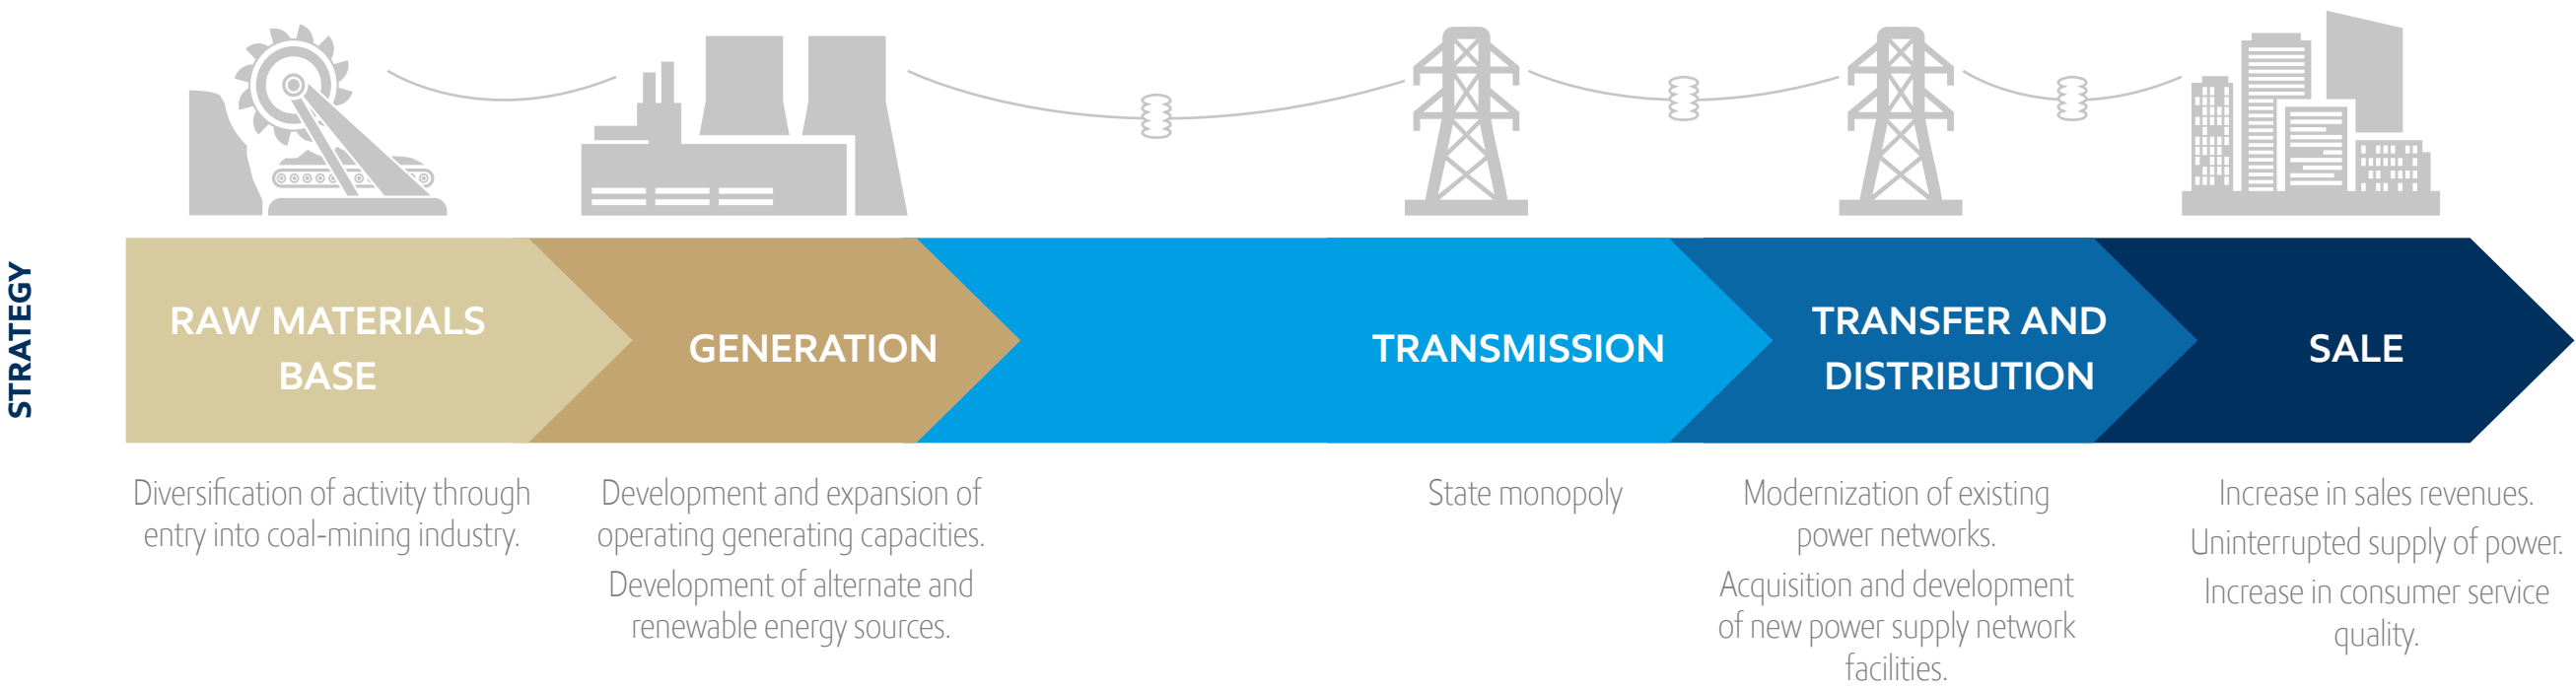 STRATEGY
RAW MATERIALS
BASE
GENERATION
TRANSMISSION
TRANSFER AND
DISTRIBUTION
SALE
Diversification of activity through
entry into coal-mining industry.
Development and expansion of
operating generating capacities.
Development of alternate and
renewable energy sources.
State monopoly
Modernization of existing
power networks.
Acquisition and development
of new power supply network
facilities.
Increase in sales revenues.
Uninterrupted supply of power.
Increase in consumer service
quality.